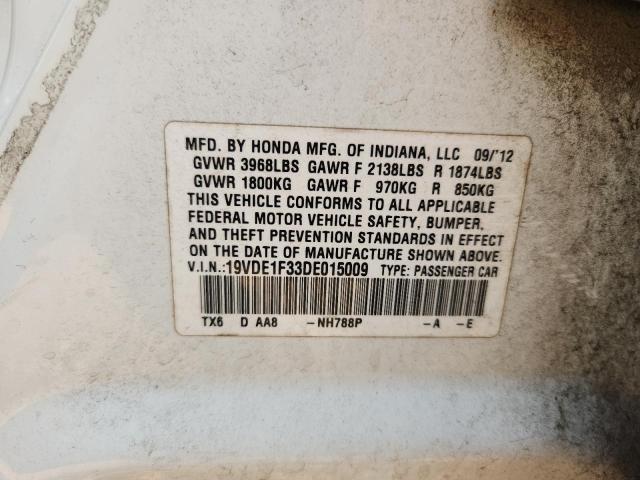 MFD. BY HONDA MFG. OF INDIANA, LLC 09/'12
GVWR 3968LBS GAWR F 2138LBS R 1874LBS
GVWR 1800KG GAWR F 970KG R 850KG
THIS VEHICLE CONFORMS TO ALL APPLICABLE
FEDERAL MOTOR VEHICLE SAFETY, BUMPER,
AND THEFT PREVENTION STANDARDS IN EFFECT
ON THE DATE OF MANUFACTURE SHOWN ABOVE.
V.I.N.:19VDE1F33DE015009 TYPE: PASSENGER CAR
TX6 D AA8 –NH788P –A –E